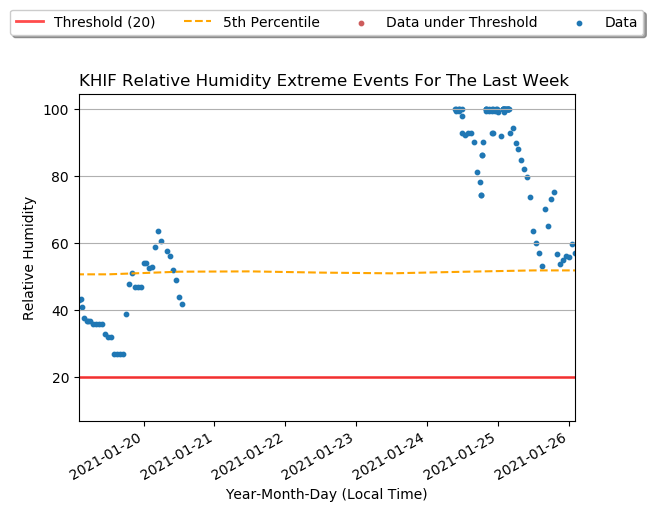 Threshold (20) 5th Percentile Data under Threshold Data
KHIF Relative Humidity Extreme Events For The Last Week
100
80
60
40
20
Relative Humidity
2021-01-20 2021-01-21 2021-01-22 2021-01-23 2021-01-24 2021-01-25 2021-01-26
Year-Month-Day (Local Time)